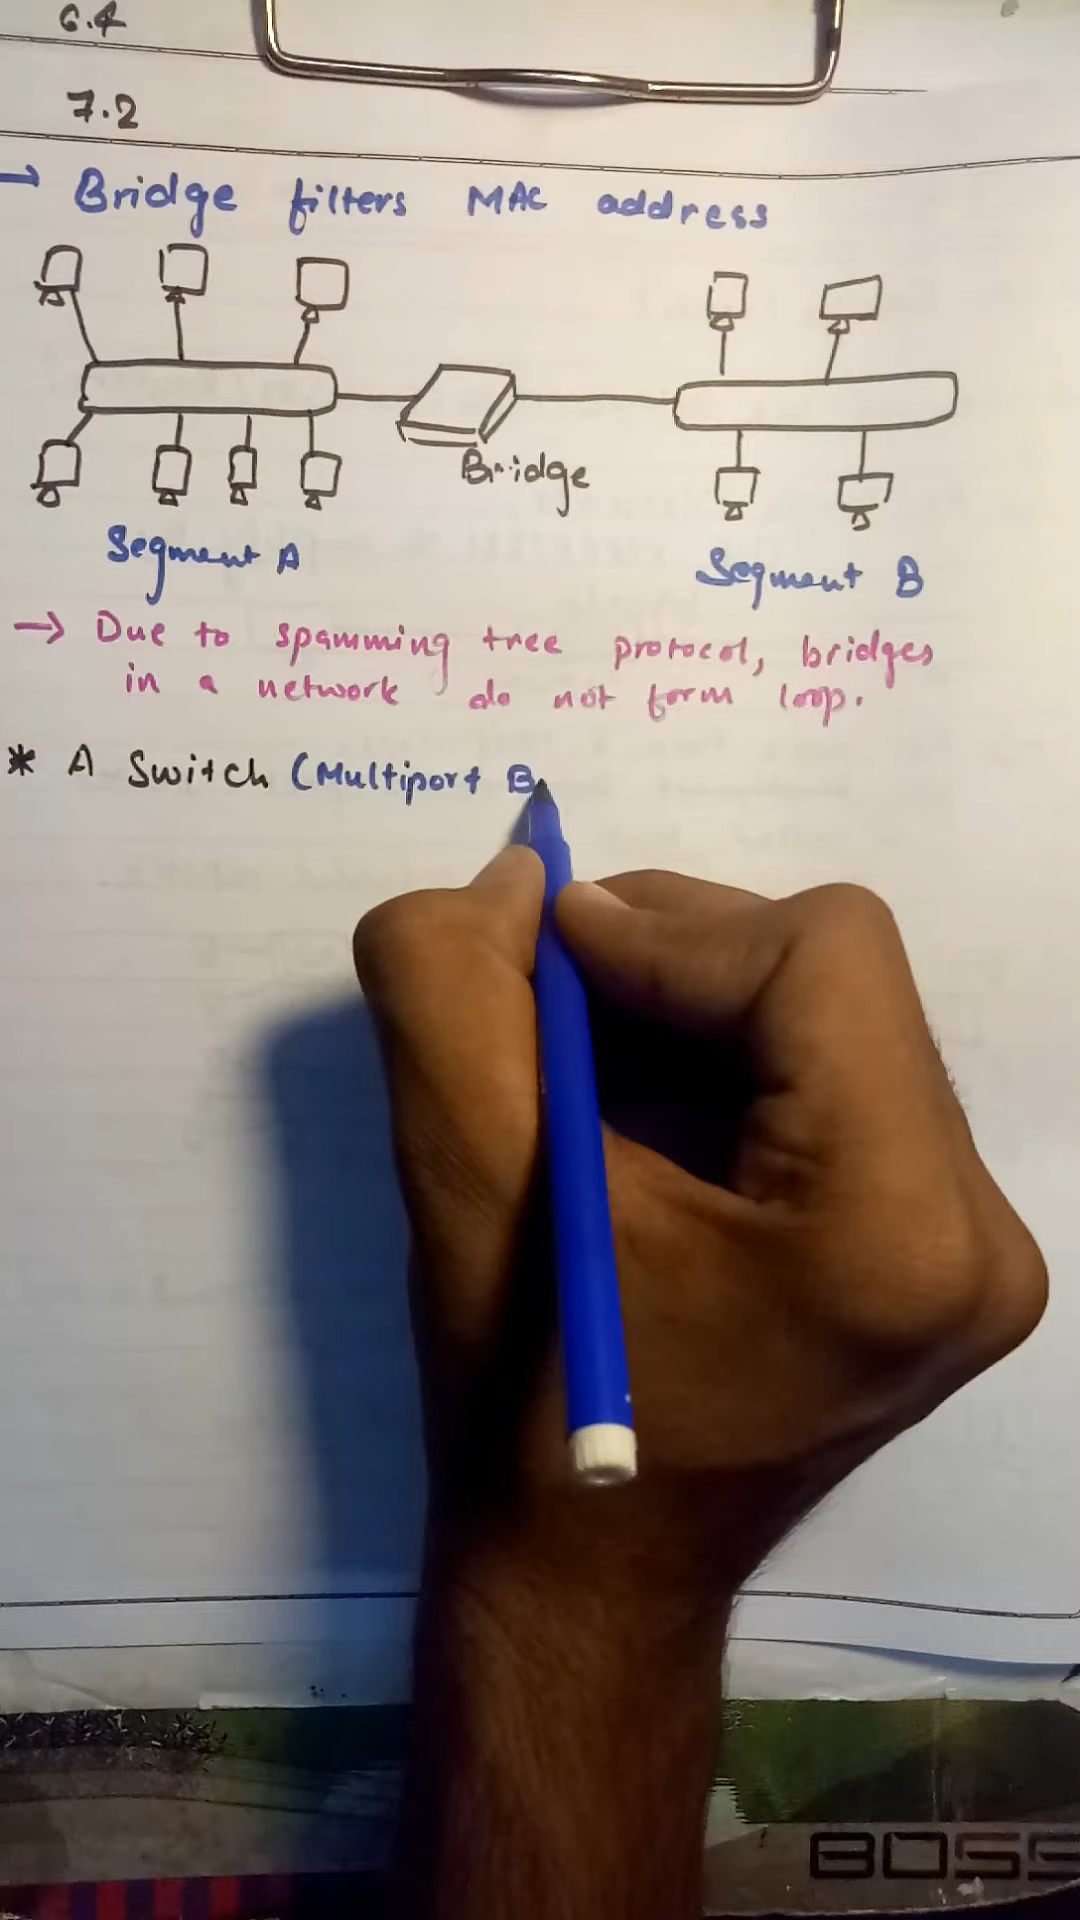 6.4
7.2
→ Bridge filters MAC address
Bridge
Segment A
Segment B
→ Due to spamming tree protocol, bridges
in a network do not form loop.
* A Switch (Multiport B
BOSS